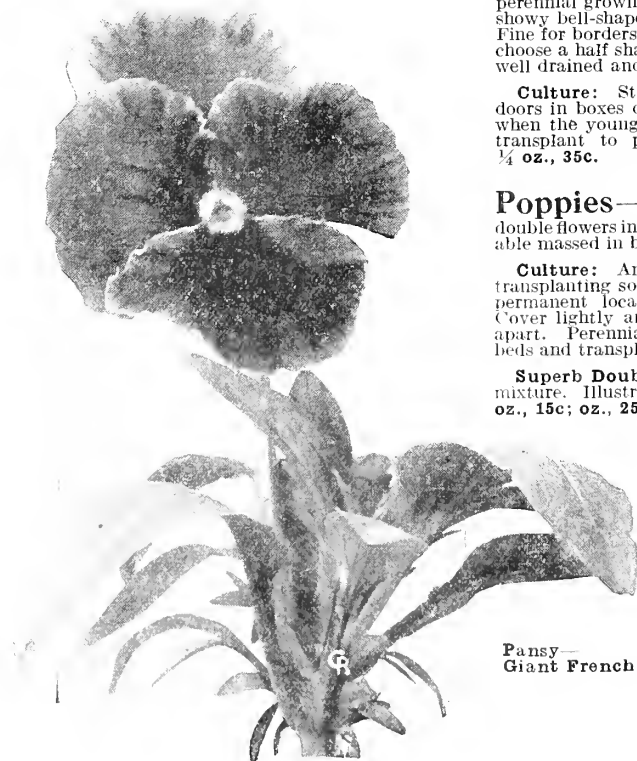 perennial growin
showy bell-shape
Fine for borders
choose a half sha
well drained and
Culture: St
doors in boxes o
when the young
transplant to p
¼ oz., 35c.
Poppies—
double flowers in
able massed in b
Culture: An
transplanting so
permanent loca
Cover lightly an
apart. Perennia
beds and transpl
Superb Doub
mixture. Illustr
oz., 15c; oz., 25
GR
Pansy—
Giant French